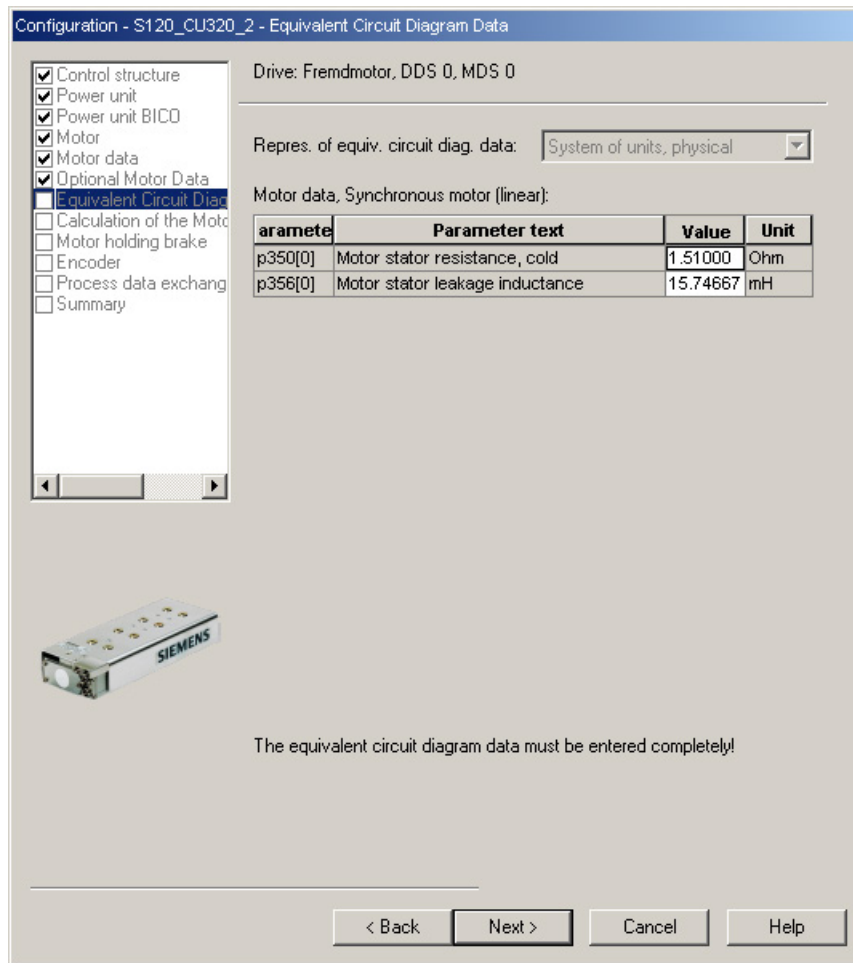 Configuration - S120_CU320_2 - Equivalent Circuit Diagram Data
Control structure
Power unit
Power unit BICO
Motor
Motor data
Optional Motor Data
Equivalent Circuit Diag
Calculation of the Moto
Motor holding brake
Encoder
Process data exchang
Summary
Drive: Fremdmotor, DDS 0, MDS 0
Repres. of equiv. circuit diag. data: System of units, physical
Motor data, Synchronous motor (linear):
aramete Parameter text Value Unit
p350[0] Motor stator resistance, cold 1.51000 Ohm
p356[0] Motor stator leakage inductance 15.74667 mH
SIEMENS
The equivalent circuit diagram data must be entered completely!
< Back Next > Cancel Help